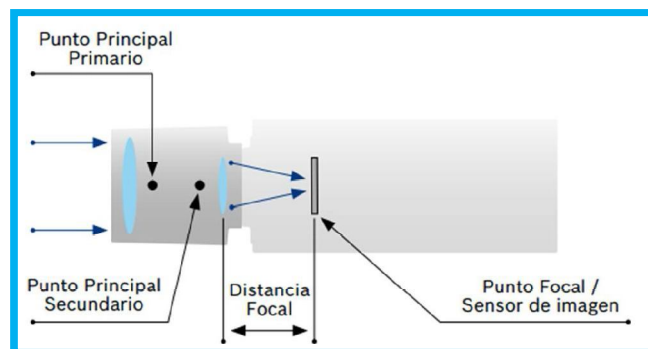 Punto Principal
Primario
Punto Principal
Secundario
Distancia
Focal
Punto Focal /
Sensor de imagen